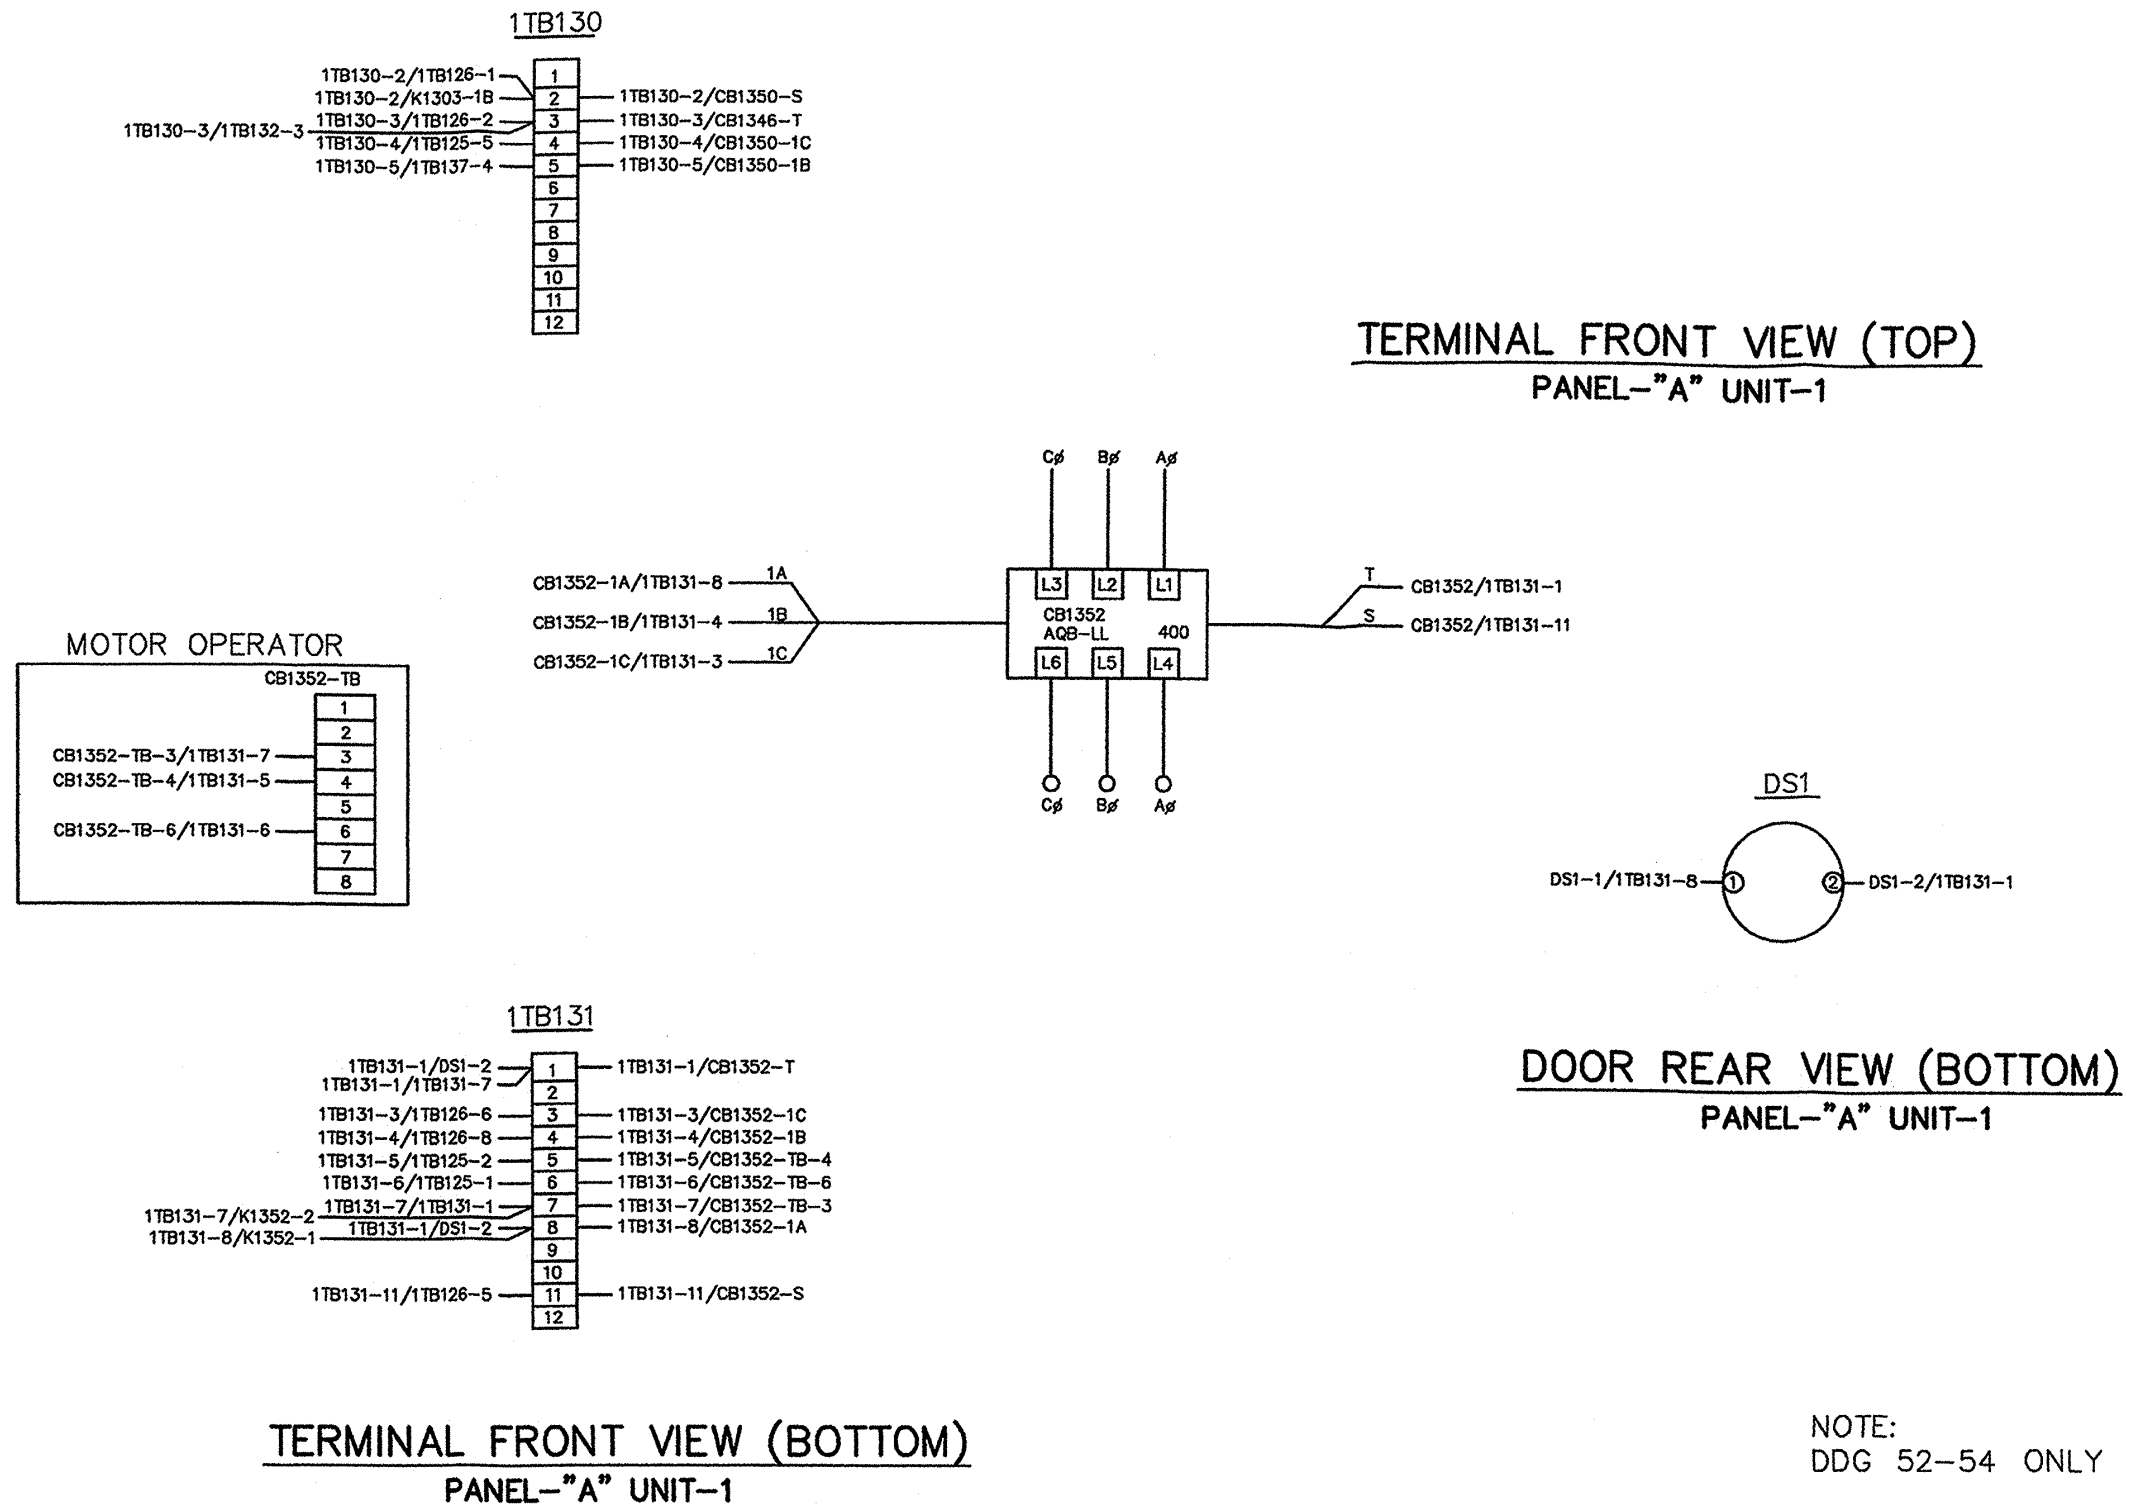 1TB130
1TB130-2/1TB126-1
1
1TB130-2/K1303-1B
2
1TB130-2/CB1350-S
1TB130-3/1TB132-3
1TB130-3/1TB126-2
3
1TB130-3/CB1346-T
1TB130-4/1TB125-5
4
1TB130-4/CB1350-1C
1TB130-5/1TB137-4
5
1TB130-5/CB1350-1B
6
7
8
9
10
11
12
TERMINAL FRONT VIEW (TOP)
PANEL-"A" UNIT-1
Cø Bø Aø
CB1352-1A/1TB131-8 1A
CB1352-1B/1TB131-4 1B
CB1352-1C/1TB131-3 1C
L3 L2 L1
CB1352
AQB-LL 400
L6 L5 L4
T CB1352/1TB131-1
S CB1352/1TB131-11
Cø Bø Aø
MOTOR OPERATOR
CB1352-TB
1
2
CB1352-TB-3/1TB131-7 3
CB1352-TB-4/1TB131-5 4
5
CB1352-TB-6/1TB131-6 6
7
8
DS1
DS1-1/1TB131-8 1 2 DS1-2/1TB131-1
DOOR REAR VIEW (BOTTOM)
PANEL-"A" UNIT-1
1TB131
1TB131-1/DS1-2 1 1TB131-1/CB1352-T
1TB131-1/1TB131-7
2
1TB131-3/1TB126-6 3 1TB131-3/CB1352-1C
1TB131-4/1TB126-8 4 1TB131-4/CB1352-1B
1TB131-5/1TB125-2 5 1TB131-5/CB1352-TB-4
1TB131-6/1TB125-1 6 1TB131-6/CB1352-TB-6
1TB131-7/1TB131-1 7 1TB131-7/CB1352-TB-3
1TB131-7/K1352-2
1TB131-1/DS1-2 8 1TB131-8/CB1352-1A
1TB131-8/K1352-1
9
10
1TB131-11/1TB126-5 11 1TB131-11/CB1352-S
12
TERMINAL FRONT VIEW (BOTTOM)
PANEL-"A" UNIT-1
NOTE:
DDG 52-54 ONLY